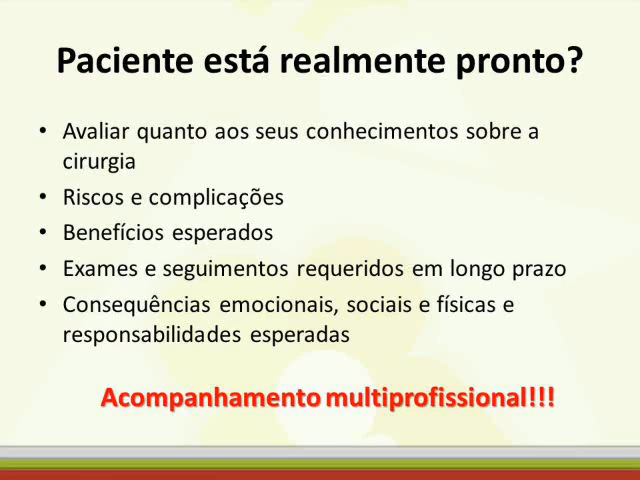 Paciente está realmente pronto?
• Avaliar quanto aos seus conhecimentos sobre a
cirurgia
• Riscos e complicações
• Benefícios esperados
• Exames e seguimentos requeridos em longo prazo
• Consequências emocionais, sociais e físicas e
responsabilidades esperadas
Acompanhamento multiprofissional!!!